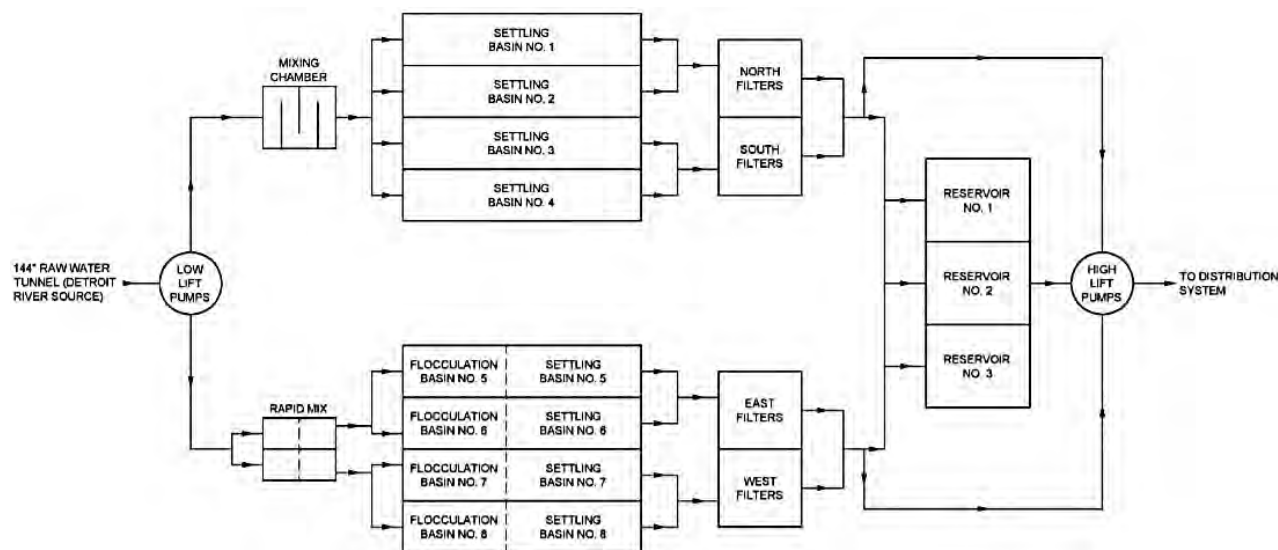 SETTLING
BASIN NO. 1
SETTLING
BASIN NO. 2
SETTLING
BASIN NO. 3
SETTLING
BASIN NO. 4
MIXING
CHAMBER
NORTH
FILTERS
SOUTH
FILTERS
RESERVOIR
NO. 1
RESERVOIR
NO. 2
RESERVOIR
NO. 3
144" RAW WATER
TUNNEL (DETROIT
RIVER SOURCE)
LOW
LIFT
PUMPS
HIGH
LIFT
PUMPS
TO DISTRIBUTION
SYSTEM
RAPID MIX
FLOCCULATION
BASIN NO. 5
SETTLING
BASIN NO. 5
FLOCCULATION
BASIN NO. 6
SETTLING
BASIN NO. 6
FLOCCULATION
BASIN NO. 7
SETTLING
BASIN NO. 7
FLOCCULATION
BASIN NO. 8
SETTLING
BASIN NO. 8
EAST
FILTERS
WEST
FILTERS